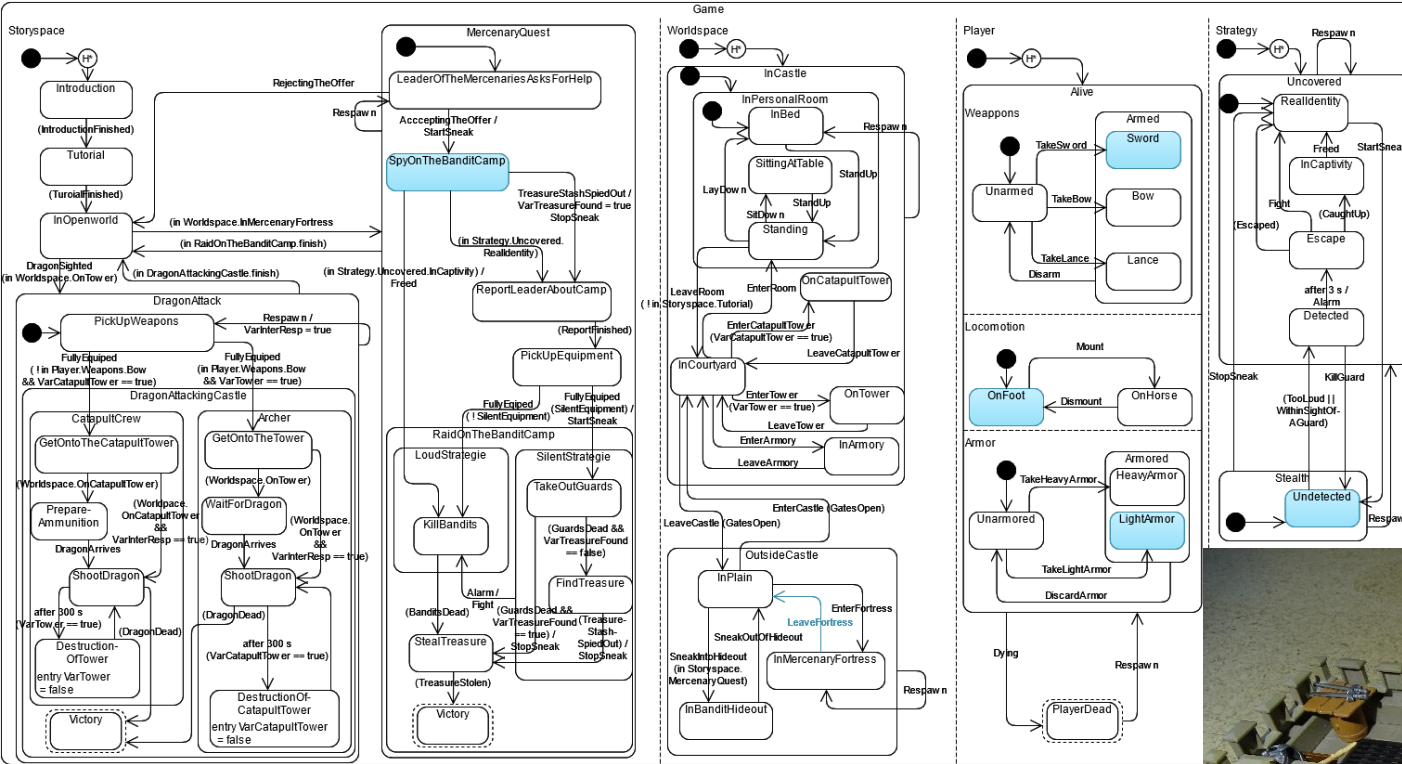 Game
Storyspace
H*
Introduction
(IntroductionFinished)
Tutorial
(TurorialFinished)
InOpenworld
RejectingTheOffer
(in Worldspace.InMercenaryFortress
(in RaidOnTheBanditCamp.finish)
DragonSighted
(in Worldspace.OnTower)
(in DragonAttackingCastle.finish)
DragonAttack
PickUpWeapons
Respawn /
VarInterResp = true
FullyEquiped
( ! in Player.Weapons.Bow
&& VarCatapultTower == true)
FullyEquiped
(in Player.Weapons.Bow
&& VarTower == true)
DragonAttackingCastle
CatapultCrew
GetOntoTheCatapultTower
(Worldspace.OnCatapultTower)
Prepare-
Ammunition
(Worldpace.
OnCatapultTower
&&
VarInterResp == true)
DragonArrives
ShootDragon
after 300 s
(VarTower == true)
(DragonDead)
Destruction-
OfTower
entry VarTower
= false
Victory
Archer
GetOntoTheTower
(Worldspace.OnTower)
WaitForDragon
(Worldspace.
OnTower
&&
VarInterResp == true)
DragonArrives
ShootDragon
(DragonDead)
after 300 s
(VarCatapultTower == true)
DestructionOf-
CatapultTower
entry VarCatapultTower
= false
MercenaryQuest
LeaderOfTheMercenariesAsksForHelp
Respawn
AccceptingTheOffer /
StartSneak
SpyOnTheBanditCamp
TreasureStashSpiedOut /
VarTreasureFound = true
StopSneak
(in Strategy.Uncovered.
RealIdentity)
(in Strategy.Uncovered.InCaptivity) /
Freed
ReportLeaderAboutCamp
(ReportFinished)
PickUpEquipment
FullyEqiped
( ! SilentEquipment)
FullyEquiped
(SilentEquipment) /
StartSneak
RaidOnTheBanditCamp
LoudStrategie
KillBandits
SilentStrategie
TakeOutGuards
(GuardsDead &&
VarTreasureFound
== false)
FindTreasure
Alarm /
Fight
(BanditsDead)
(GuardsDead &&
VarTreasureFound
== true) /
StopSneak
(Treasure-
Stash-
SpiedOut) /
StopSneak
StealTreasure
(TreasureStolen)
Victory
Worldspace
H*
InCastle
InPersonalRoom
InBed
Respawn
SittingAtTable
StandUp
LayDown
StandUp
SitDown
Standing
LeaveRoom
( ! in.Storyspace.Tutorial)
EnterRoom
OnCatapultTower
EnterCatapultTower
(VarCatapultTower == true)
LeaveCatapultTower
InCourtyard
EnterTower
(VarTower == true)
OnTower
LeaveTower
EnterArmory
InArmory
LeaveArmory
LeaveCastle (GatesOpen)
EnterCastle (GatesOpen)
OutsideCastle
InPlain
EnterFortress
LeaveFortress
SneakOutOfHideout
SneakIntoHideout
(in Storyspace.
MercenaryQuest)
InMercenaryFortress
Respawn
InBanditHideout
Player
H*
Alive
Weappons
Armed
Sword
TakeSword
Unarmed
TakeBow
Bow
TakeLance
Lance
Disarm
Locomotion
Mount
OnFoot
Dismount
OnHorse
Armor
Armored
HeavyArmor
TakeHeavyArmor
Unarmored
LightArmor
TakeLightArmor
DiscardArmor
Dying
Respawn
PlayerDead
Strategy
H*
Respawn
Uncovered
RealIdentity
Freed
StartSneak
InCaptivity
Fight
(CaughtUp)
(Escaped)
Escape
after 3 s /
Alarm
Detected
StopSneak
KillGuard
(TooLoud ||
WithinSightOf-
AGuard)
Stealth
Undetected
Respaw